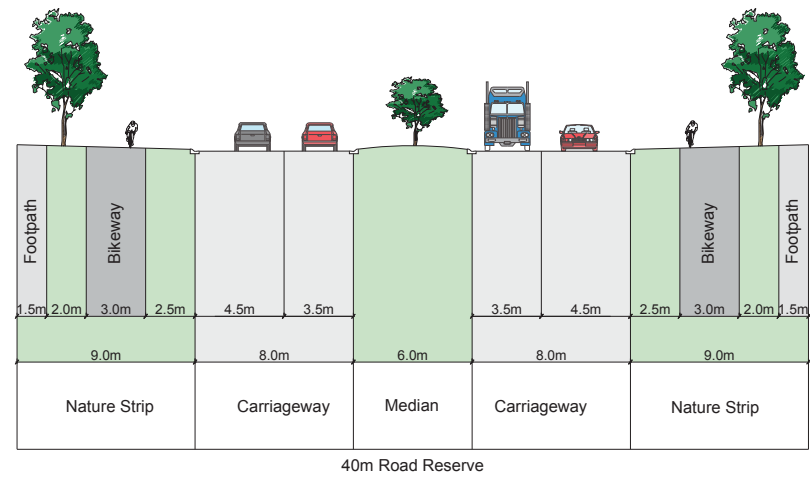 Footpath
Bikeway
Bikeway
Footpath
1.5m 2.0m 3.0m 2.5m 4.5m 3.5m 3.5m 4.5m 2.5m 3.0m 2.0m 1.5m
9.0m 8.0m 6.0m 8.0m 9.0m
Nature Strip Carriageway Median Carriageway Nature Strip
40m Road Reserve